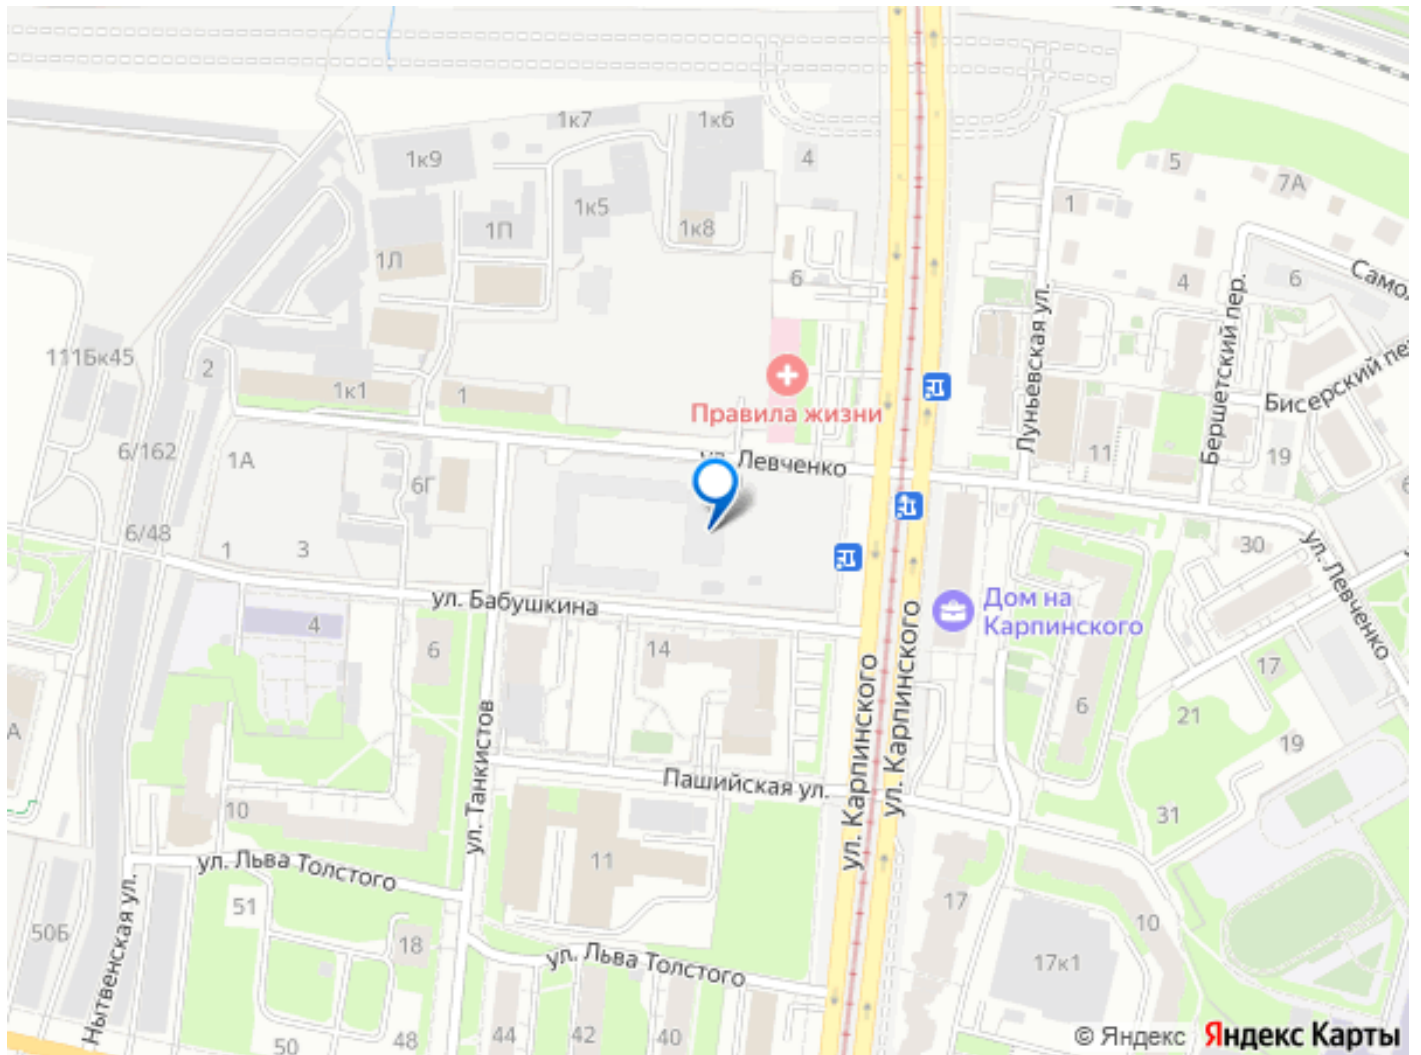 1к7
1к6
1к9
4
5
7А
1к5
1
1П
1к8
1Л
6
4
6
Само
Луньевская ул.
Бершетский пер.
111Бк45
2
1к1
1
Правила жизни
Бисерский пе
11
19
6/162
1А
6Г
ул. Левченко
6/48
1
3
30
ул. Левченко
ул. Бабушкина
4
6
14
Дом на
Карпинского
17
6
21
19
А
ул. Танкистов
ул. Карпинского
ул. Карпинского
Пашийская ул.
31
10
ул. Льва Толстого
11
51
50Б
Нытвенская ул.
18
17
10
17к1
ул. Льва Толстого
50
48
44
42
40
© Яндекс Яндекс Карты